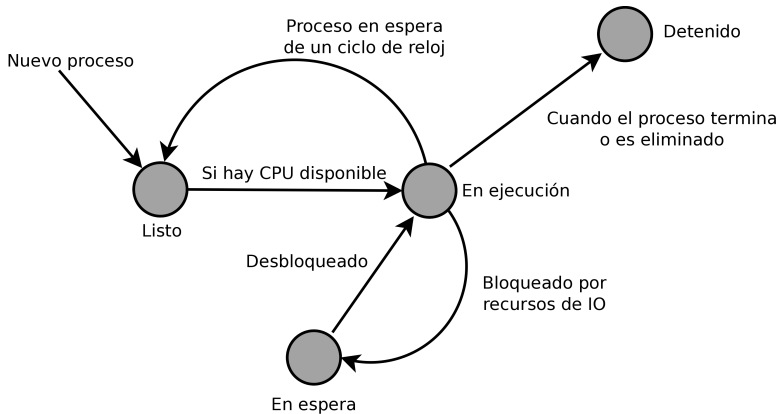 Proceso en espera
de un ciclo de reloj
Detenido
Nuevo proceso
Cuando el proceso termina
o es eliminado
Si hay CPU disponible
En ejecución
Listo
Desbloqueado
Bloqueado por
recursos de IO
En espera